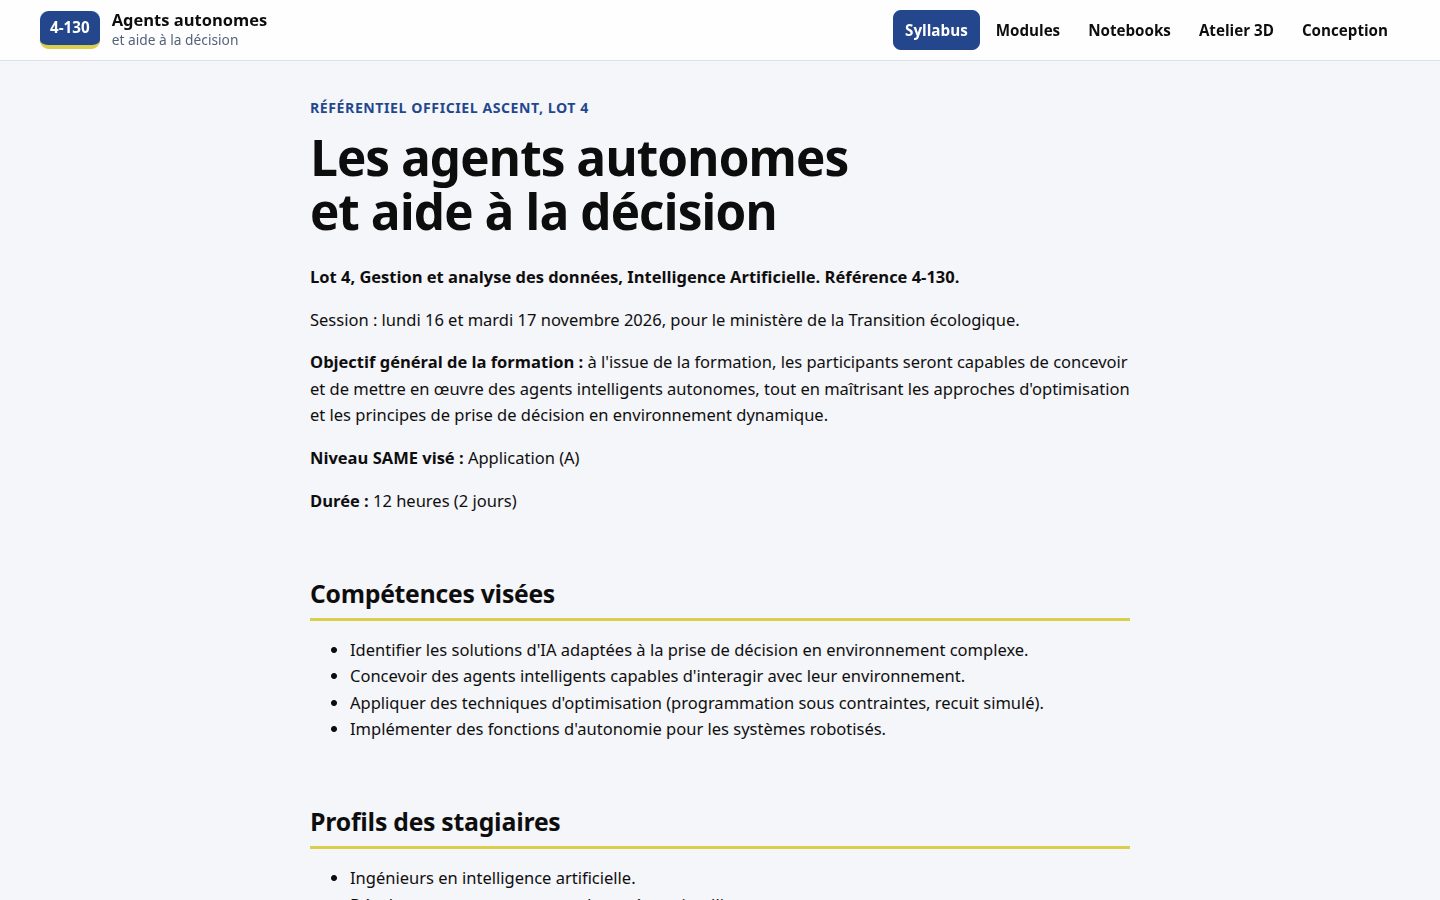 4-130
Agents autonomes
et aide à la décision
Syllabus
Modules
Notebooks
Atelier 3D
Conception
RÉFÉRENTIEL OFFICIEL ASCENT, LOT 4
Les agents autonomes
et aide à la décision
Lot 4, Gestion et analyse des données, Intelligence Artificielle. Référence 4-130.
Session : lundi 16 et mardi 17 novembre 2026, pour le ministère de la Transition écologique.
Objectif général de la formation : à l'issue de la formation, les participants seront capables de concevoir
et de mettre en œuvre des agents intelligents autonomes, tout en maîtrisant les approches d'optimisation
et les principes de prise de décision en environnement dynamique.
Niveau SAME visé : Application (A)
Durée : 12 heures (2 jours)
Compétences visées
Identifier les solutions d'IA adaptées à la prise de décision en environnement complexe.
Concevoir des agents intelligents capables d'interagir avec leur environnement.
Appliquer des techniques d'optimisation (programmation sous contraintes, recuit simulé).
Implémenter des fonctions d'autonomie pour les systèmes robotisés.
Profils des stagiaires
Ingénieurs en intelligence artificielle.